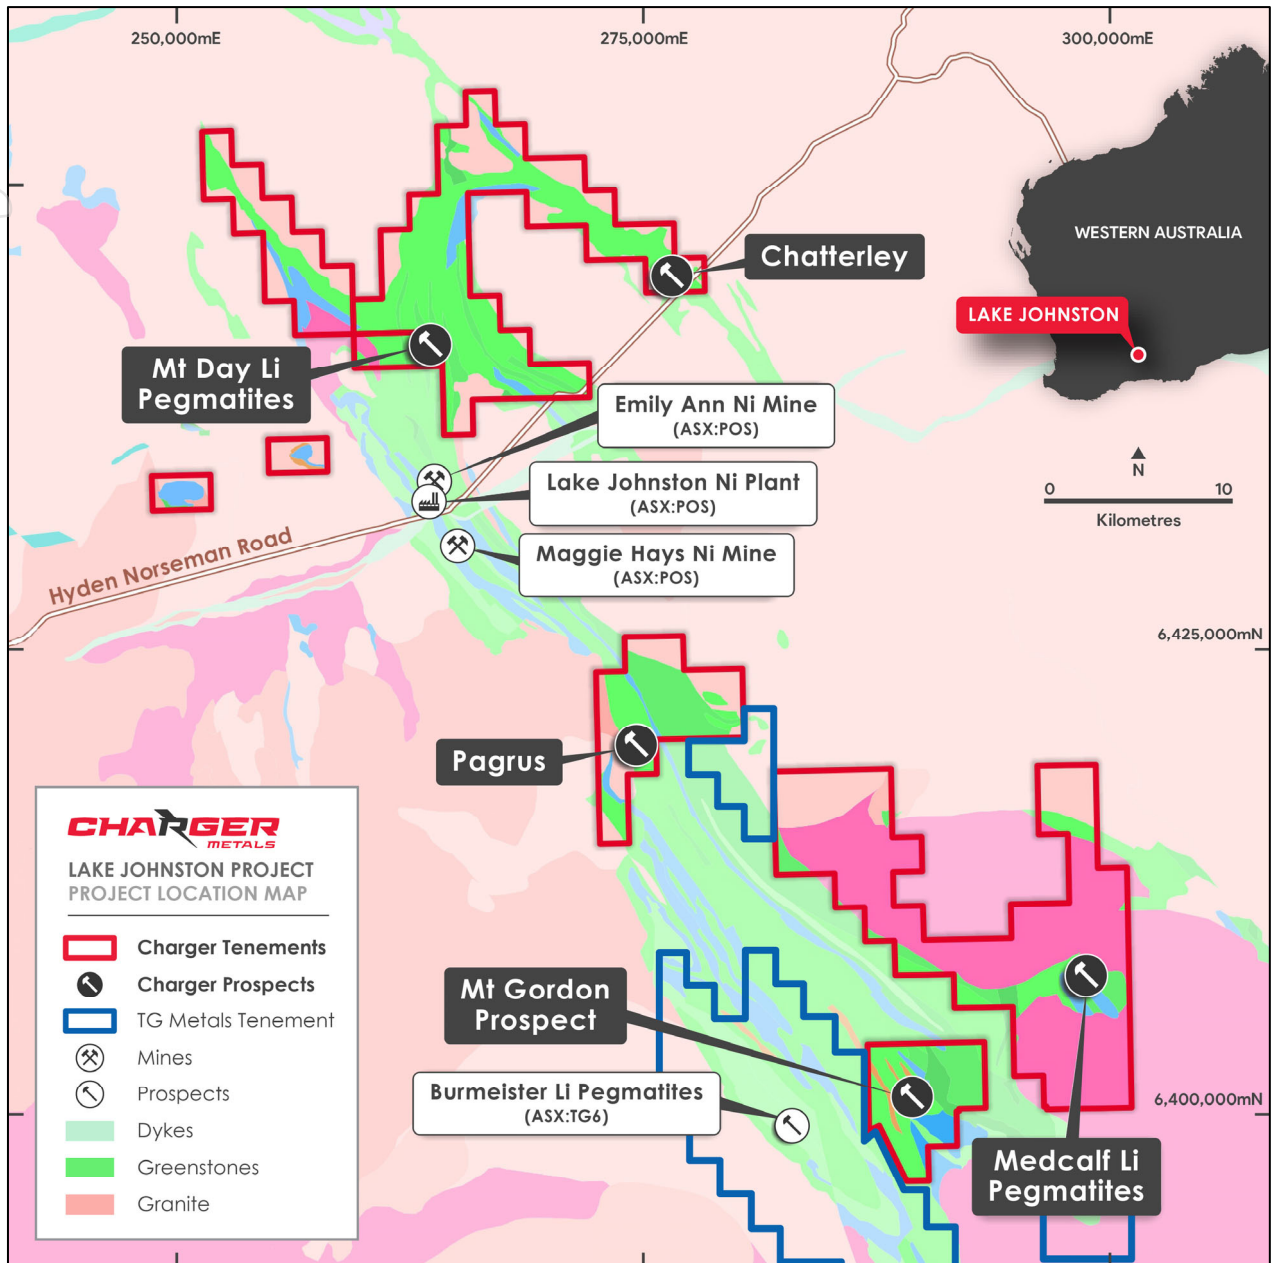 250,000mE
275,000mE
300,000mE
WESTERN AUSTRALIA
LAKE JOHNSTON
Chatterley
Mt Day Li
Pegmatites
Emily Ann Ni Mine
(ASX:POS)
Lake Johnston Ni Plant
(ASX:POS)
Maggie Hays Ni Mine
(ASX:POS)
N
0 10
Kilometres
Hyden Norseman Road
6,425,000mN
Pagrus
CHARGER
METALS
LAKE JOHNSTON PROJECT
PROJECT LOCATION MAP
Charger Tenements
Charger Prospects
TG Metals Tenement
Mines
Prospects
Dykes
Greenstones
Granite
Mt Gordon
Prospect
Burmeister Li Pegmatites
(ASX:TG6)
6,400,000mN
Medcalf Li
Pegmatites